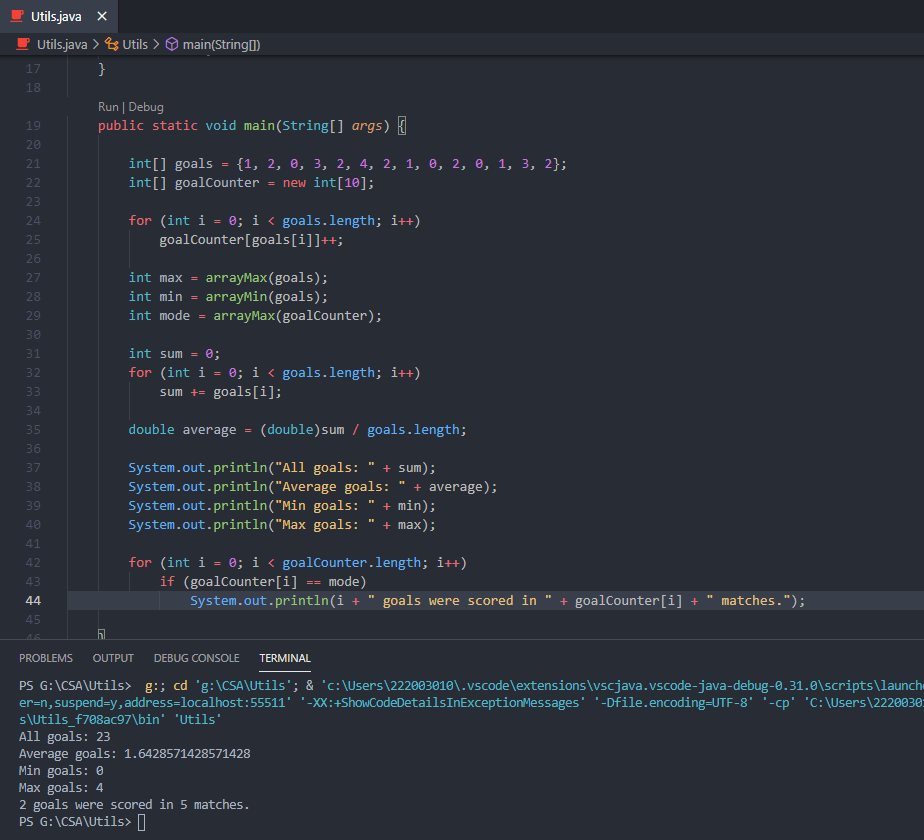 Utils.java ×
Utils.java > Utils > main(String[])
17 }
18
Run | Debug
19 public static void main(String[] args) {
20
21 int[] goals = {1, 2, 0, 3, 2, 4, 2, 1, 0, 2, 0, 1, 3, 2};
22 int[] goalCounter = new int[10];
23
24 for (int i = 0; i < goals.length; i++)
25 goalCounter[goals[i]]++;
26
27 int max = arrayMax(goals);
28 int min = arrayMin(goals);
29 int mode = arrayMax(goalCounter);
30
31 int sum = 0;
32 for (int i = 0; i < goals.length; i++)
33 sum += goals[i];
34
35 double average = (double)sum / goals.length;
36
37 System.out.println("All goals: " + sum);
38 System.out.println("Average goals: " + average);
39 System.out.println("Min goals: " + min);
40 System.out.println("Max goals: " + max);
41
42 for (int i = 0; i < goalCounter.length; i++)
43 if (goalCounter[i] == mode)
44 System.out.println(i + " goals were scored in " + goalCounter[i] + " matches.");
45
46 }
PROBLEMS OUTPUT DEBUG CONSOLE TERMINAL
PS G:\CSA\Utils> g:; cd 'g:\CSA\Utils'; & 'c:\Users\222003010\.vscode\extensions\vscjava.vscode-java-debug-0.31.0\scripts\launche
er=n,suspend=y,address=localhost:55511' '-XX:+ShowCodeDetailsInExceptionMessages' '-Dfile.encoding=UTF-8' '-cp' 'C:\Users\2220030
s\Utils_f708ac97\bin' 'Utils'
All goals: 23
Average goals: 1.6428571428571428
Min goals: 0
Max goals: 4
2 goals were scored in 5 matches.
PS G:\CSA\Utils>